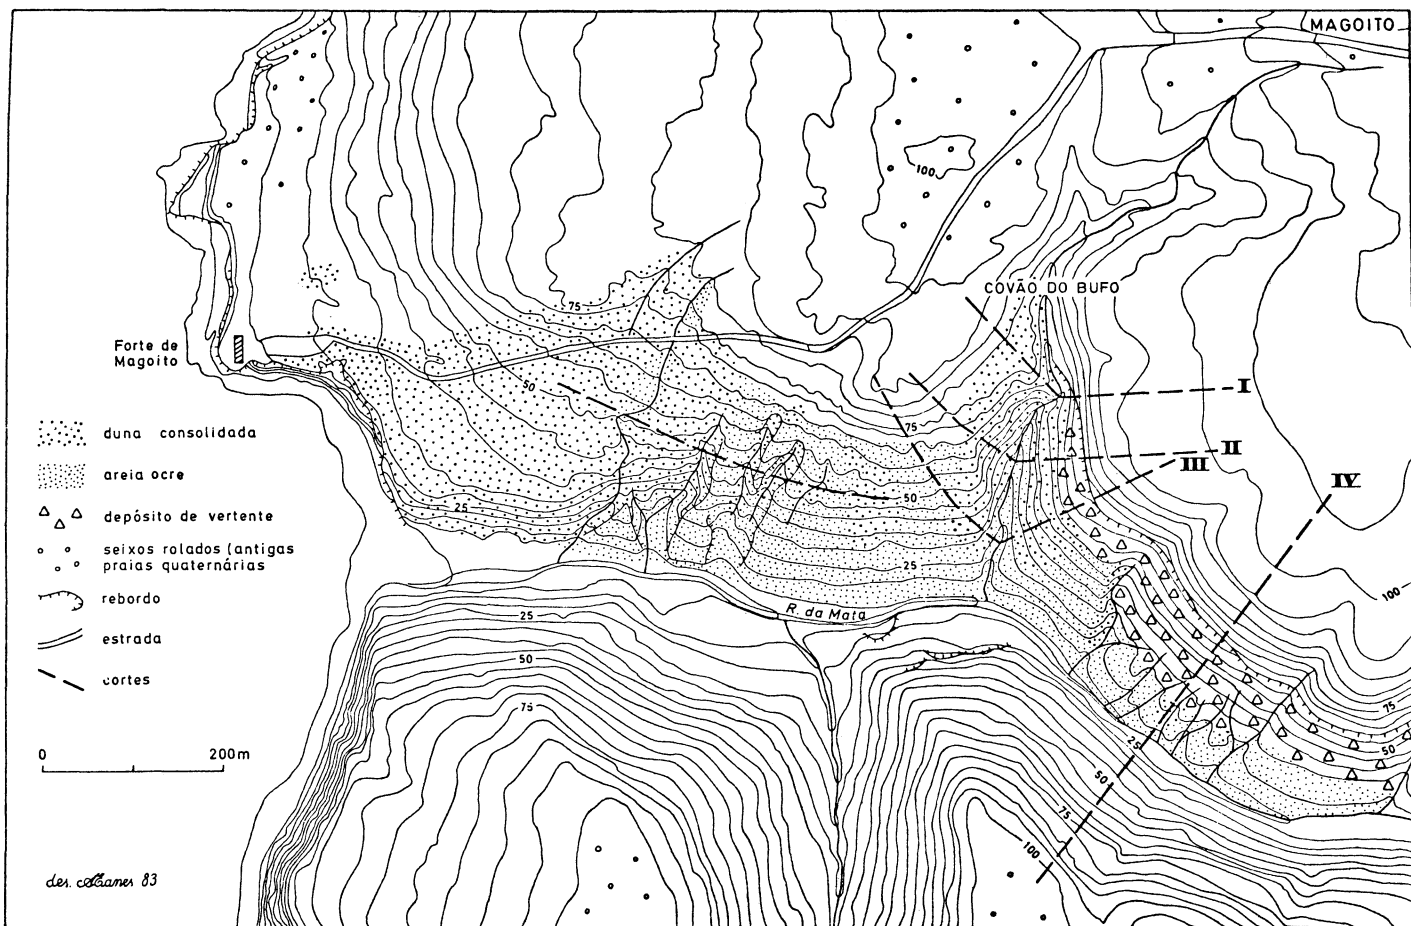 MAGOITO
100
COVÃO DO BUFO
75
Forte de
Magoito
50
I
75
II
III
IV
duna consolidada
areia ocre
depósito de vertente
seixos rolados (antigas
praias quaternárias
rebordo
estrada
cortes
25
50
25
100
R. da Mata
25
50
75
75
50
25
50
75
100
0 200m
des. 83